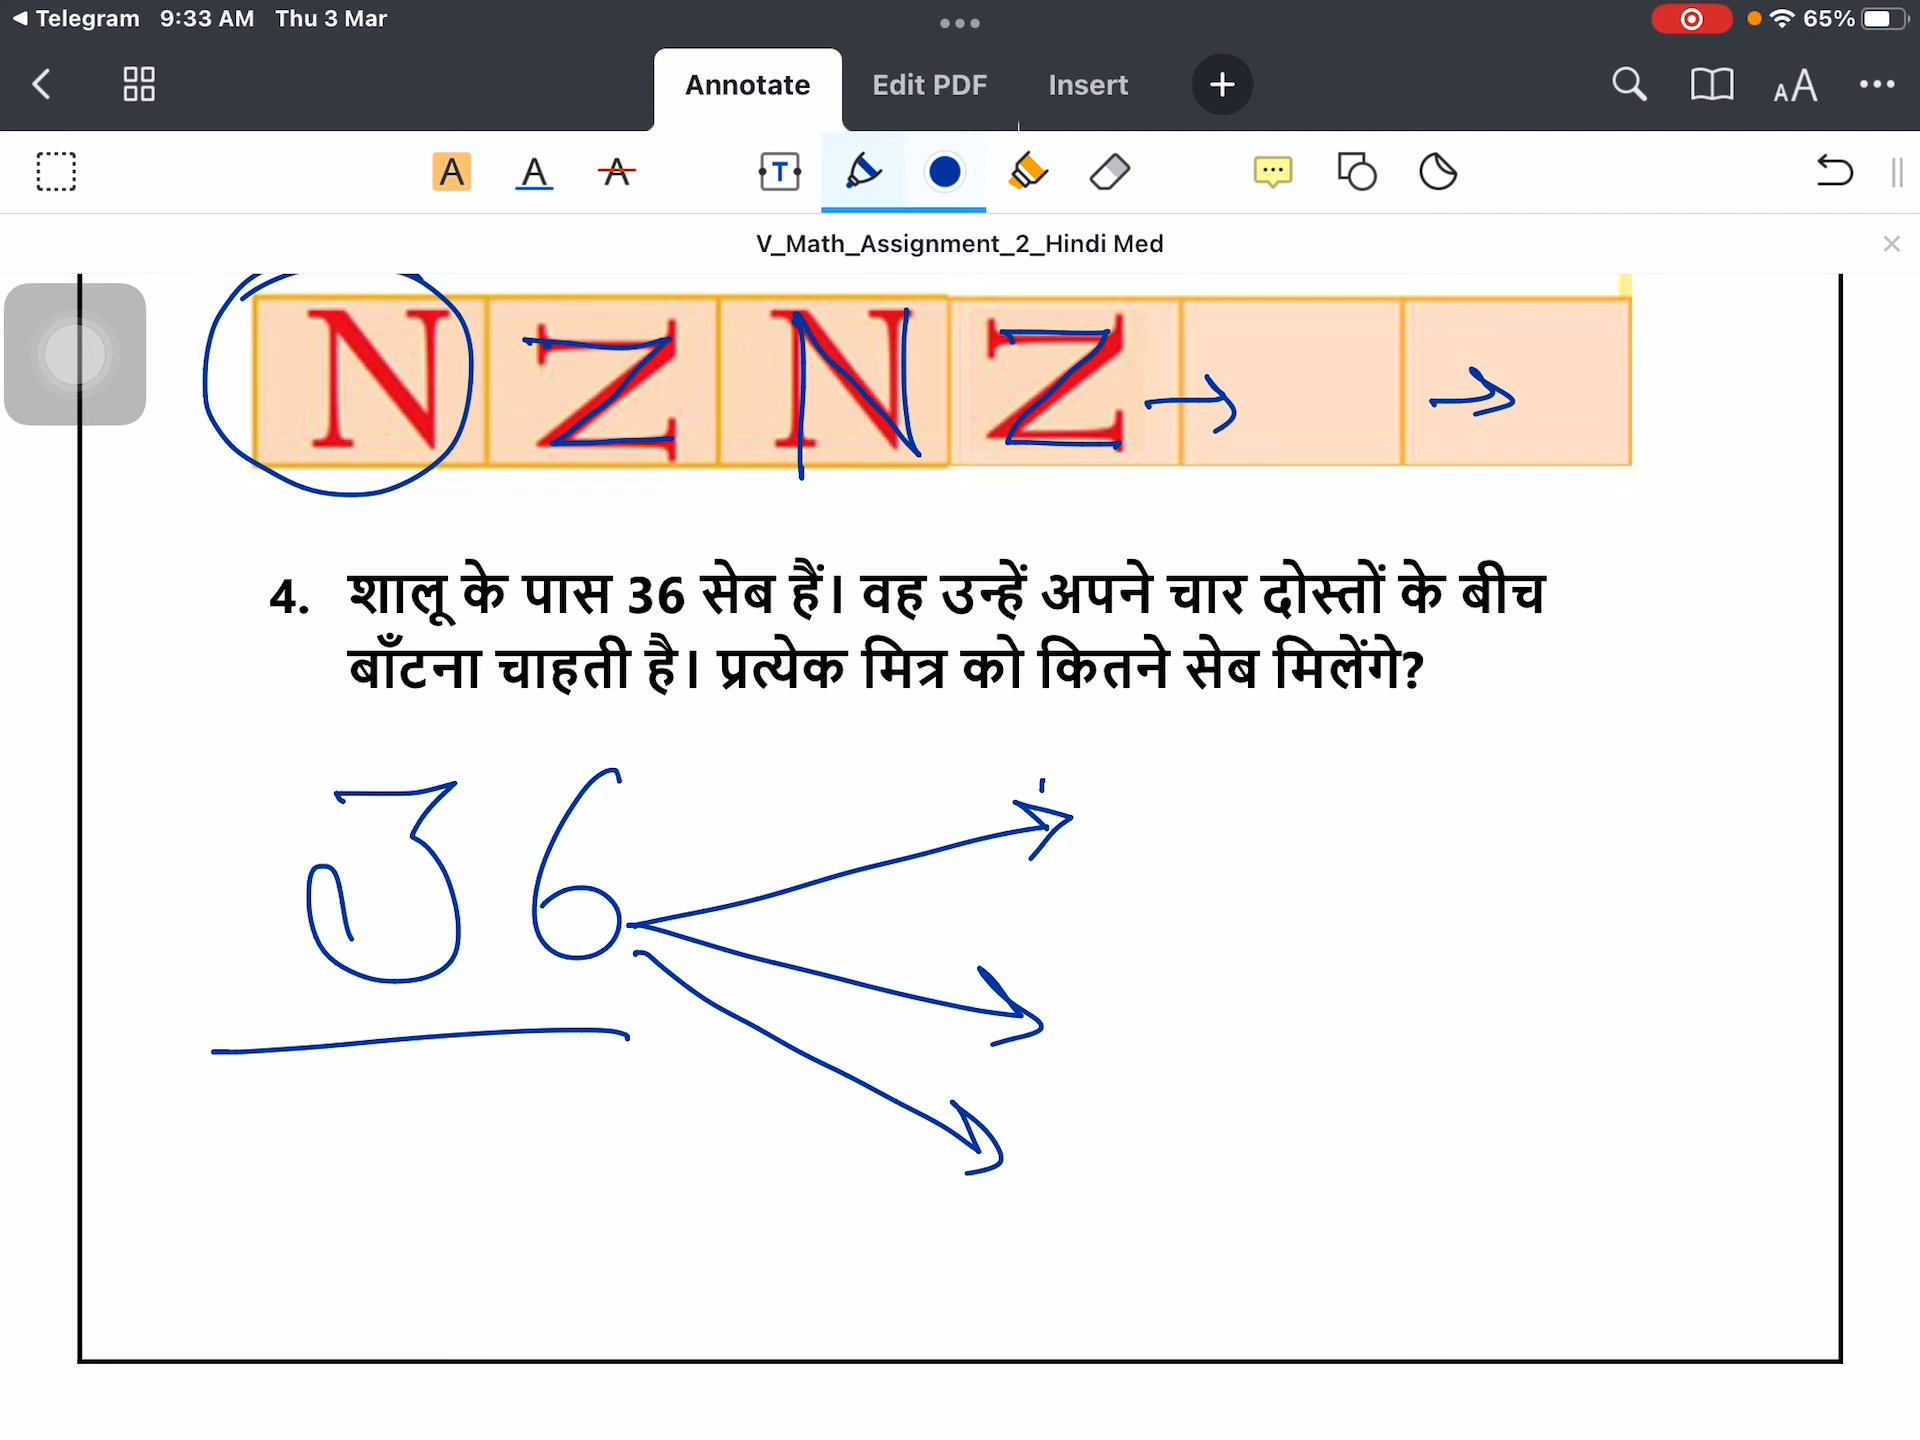 Telegram 9:33 AM Thu 3 Mar 65%
Annotate Edit PDF Insert
V_Math_Assignment_2_Hindi Med
N Z N Z
4. शालू के पास 36 सेब हैं। वह उन्हें अपने चार दोस्तों के बीच
बाँटना चाहती है। प्रत्येक मित्र को कितने सेब मिलेंगे?
36